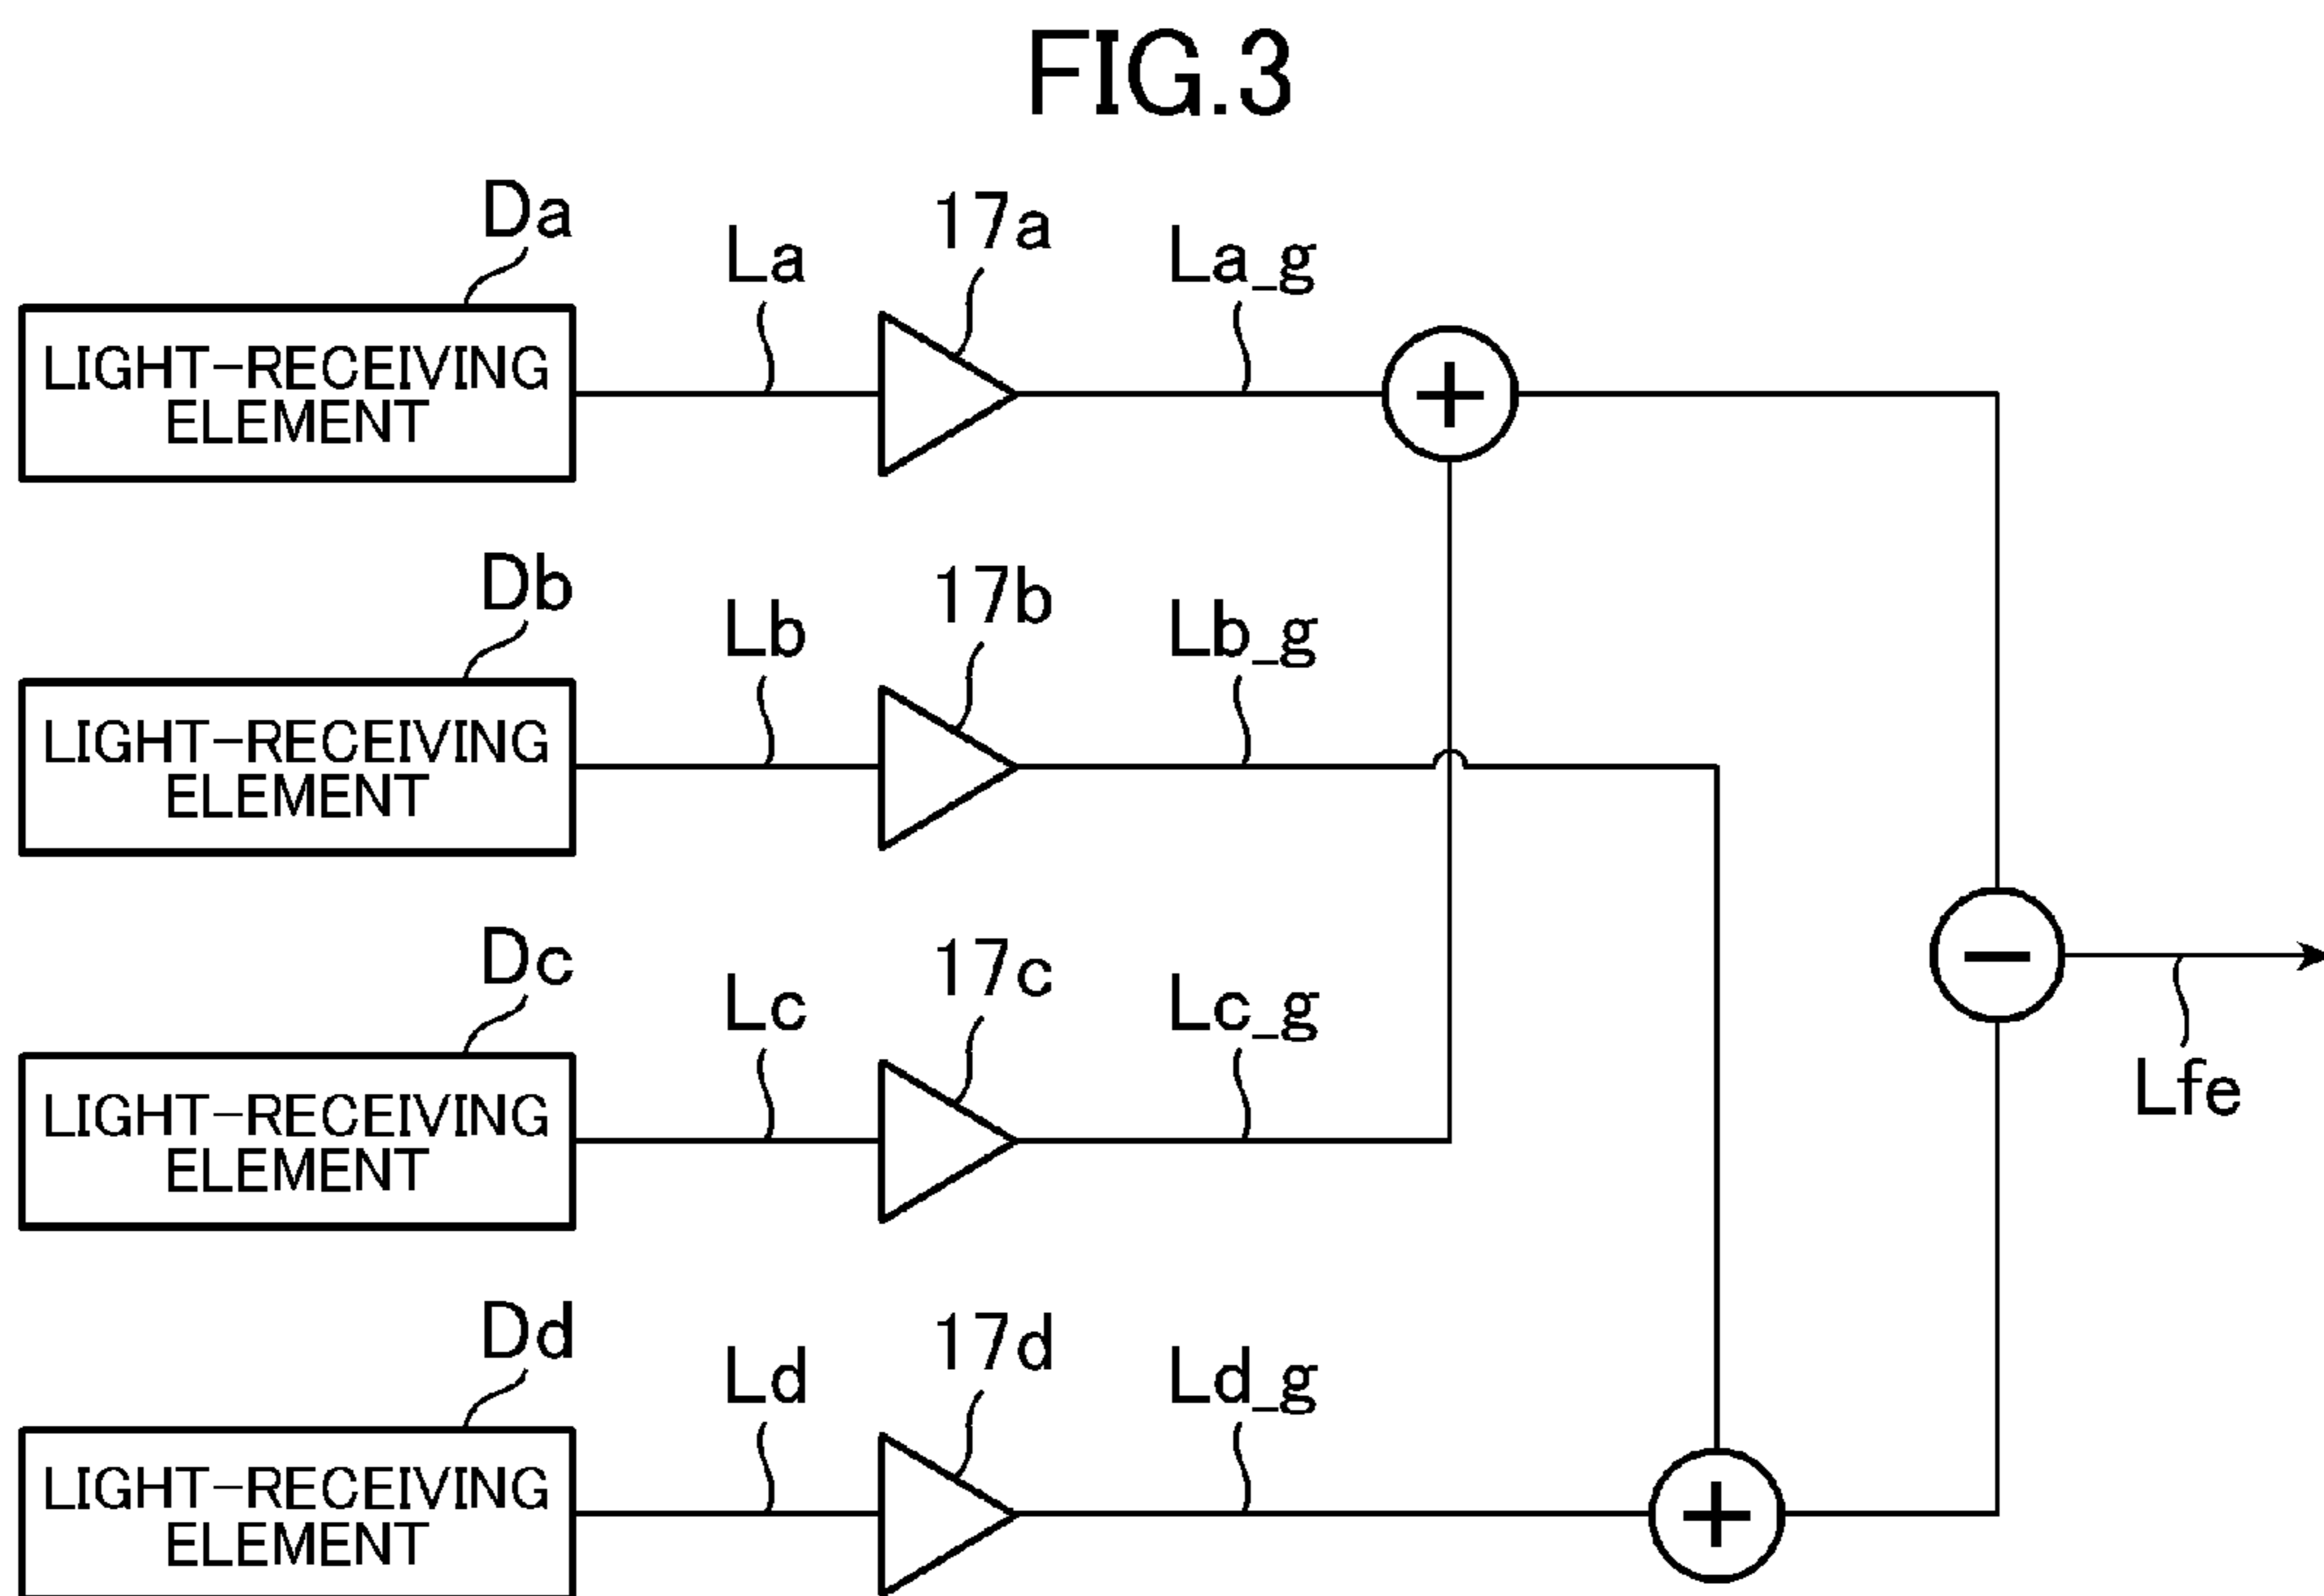 FIG.3
Da
La
17a
La_g
LIGHT-RECEIVING
ELEMENT
+
Db
Lb
17b
Lb_g
LIGHT-RECEIVING
ELEMENT
−
Dc
Lc
17c
Lc_g
LIGHT-RECEIVING
ELEMENT
Lfe
Dd
Ld
17d
Ld_g
LIGHT-RECEIVING
ELEMENT
+